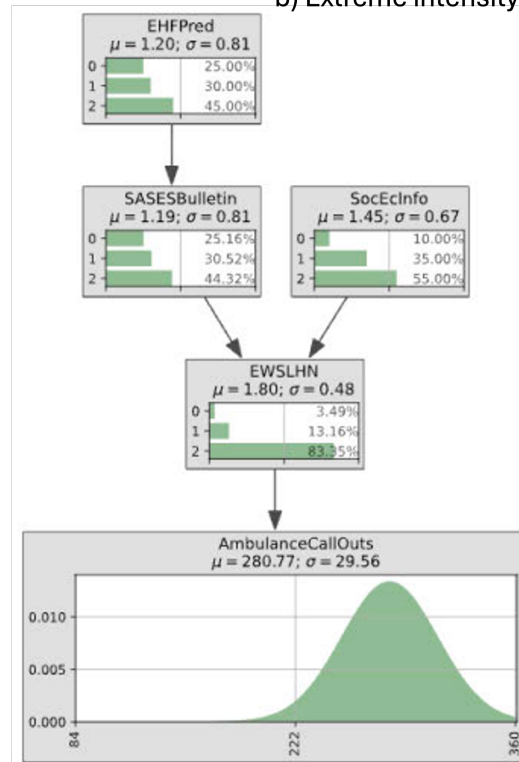 b) Extreme intensity
EHFPred
μ = 1.20; σ = 0.81
0 25.00%
1 30.00%
2 45.00%
SASESBulletin
μ = 1.19; σ = 0.81
0 25.16%
1 30.52%
2 44.32%
SocEcInfo
μ = 1.45; σ = 0.67
0 10.00%
1 35.00%
2 55.00%
EWSLHN
μ = 1.80; σ = 0.48
0 3.49%
1 13.16%
2 83.35%
AmbulanceCallOuts
μ = 280.77; σ = 29.56
0.010
0.005
0.000
84 222 360